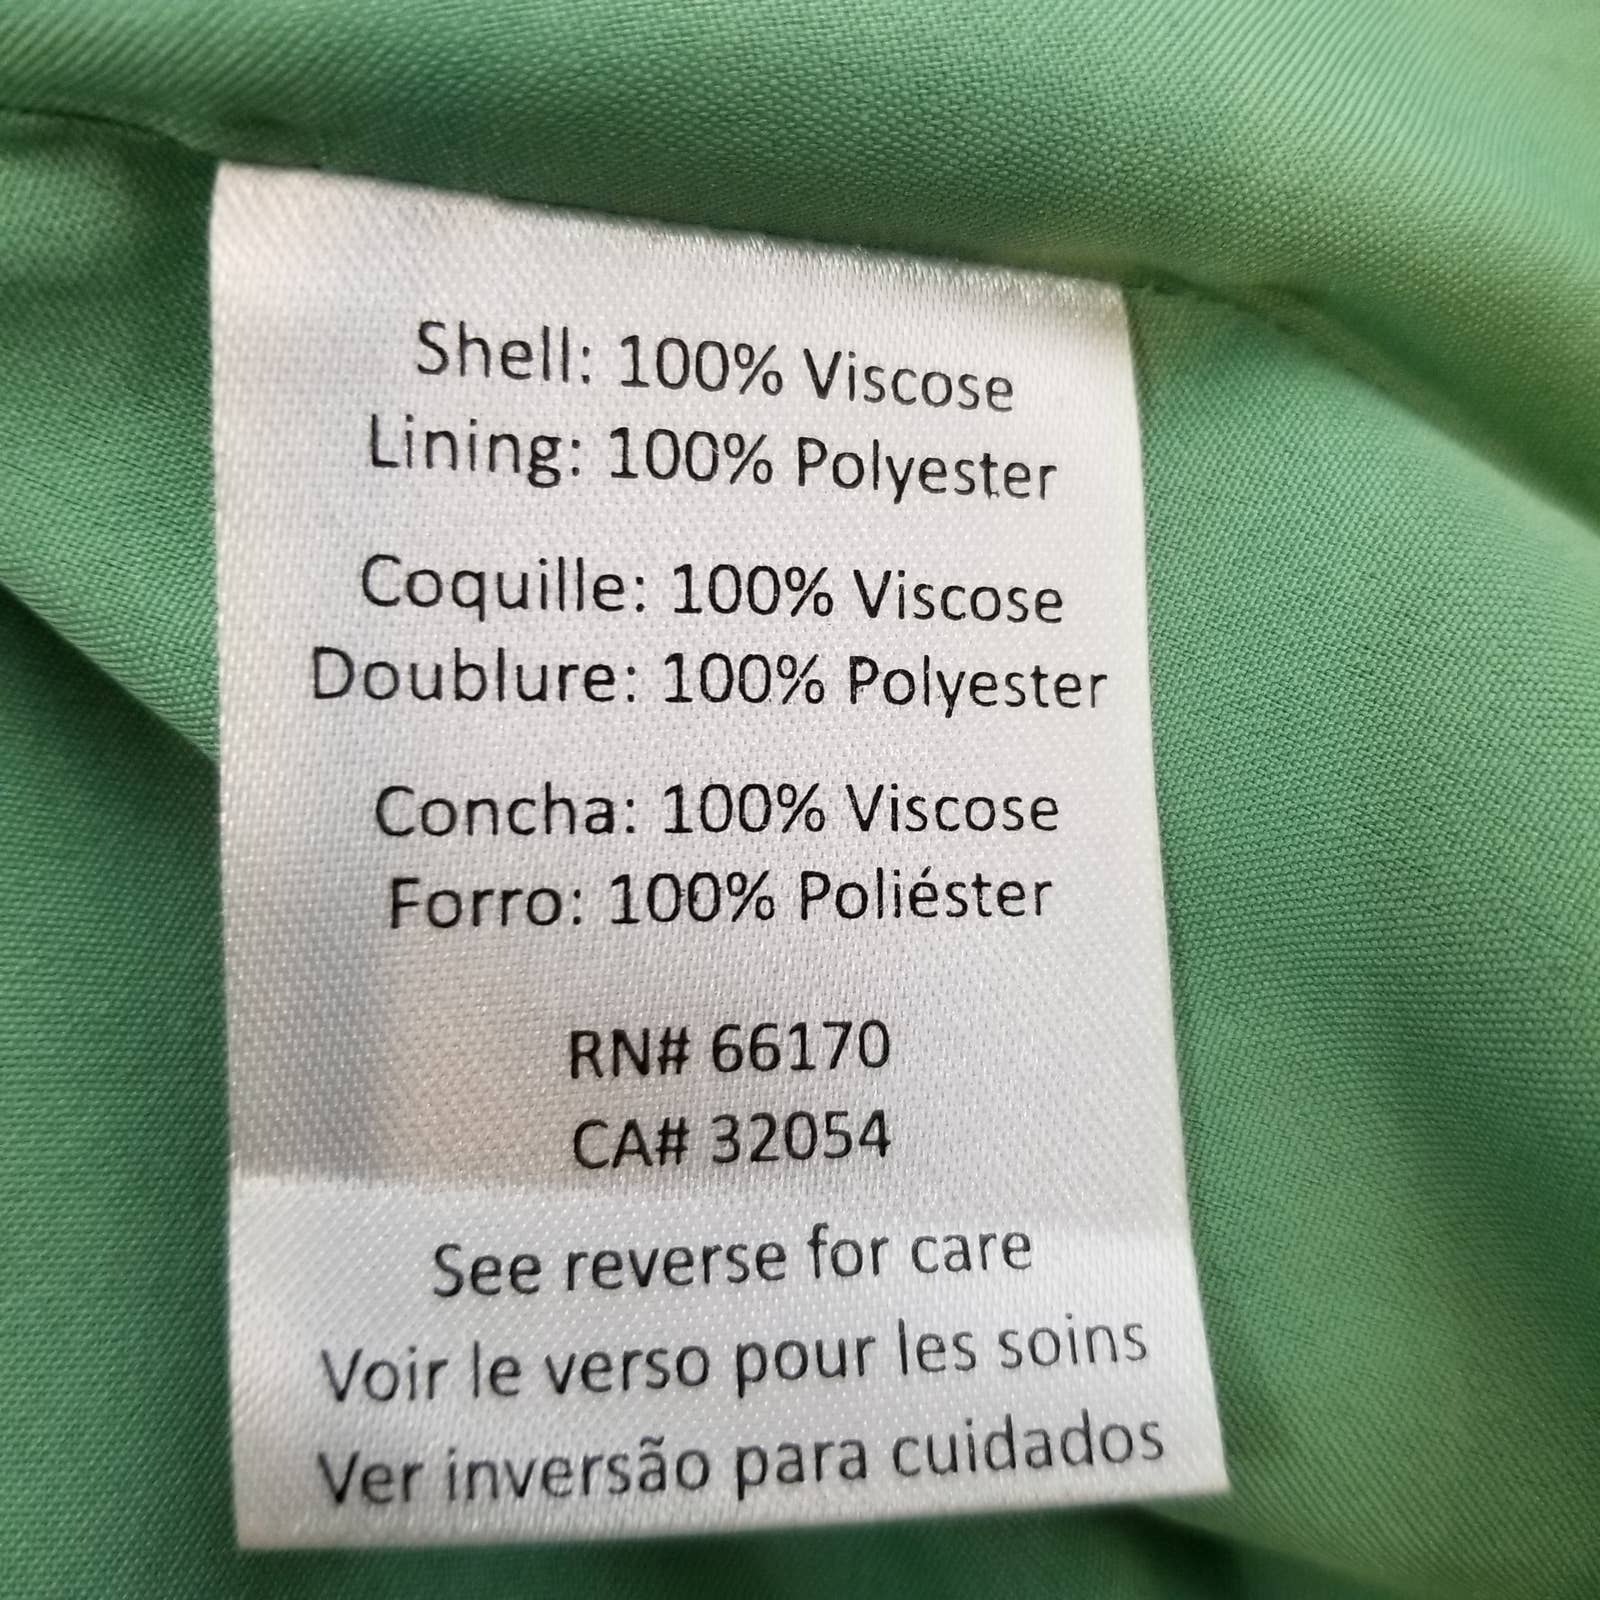 Shell: 100% Viscose
Lining: 100% Polyester
Coquille: 100% Viscose
Doublure: 100% Polyester
Concha: 100% Viscose
Forro: 100% Poliéster
RN# 66170
CA# 32054
See reverse for care
Voir le verso pour les soins
Ver inversão para cuidados